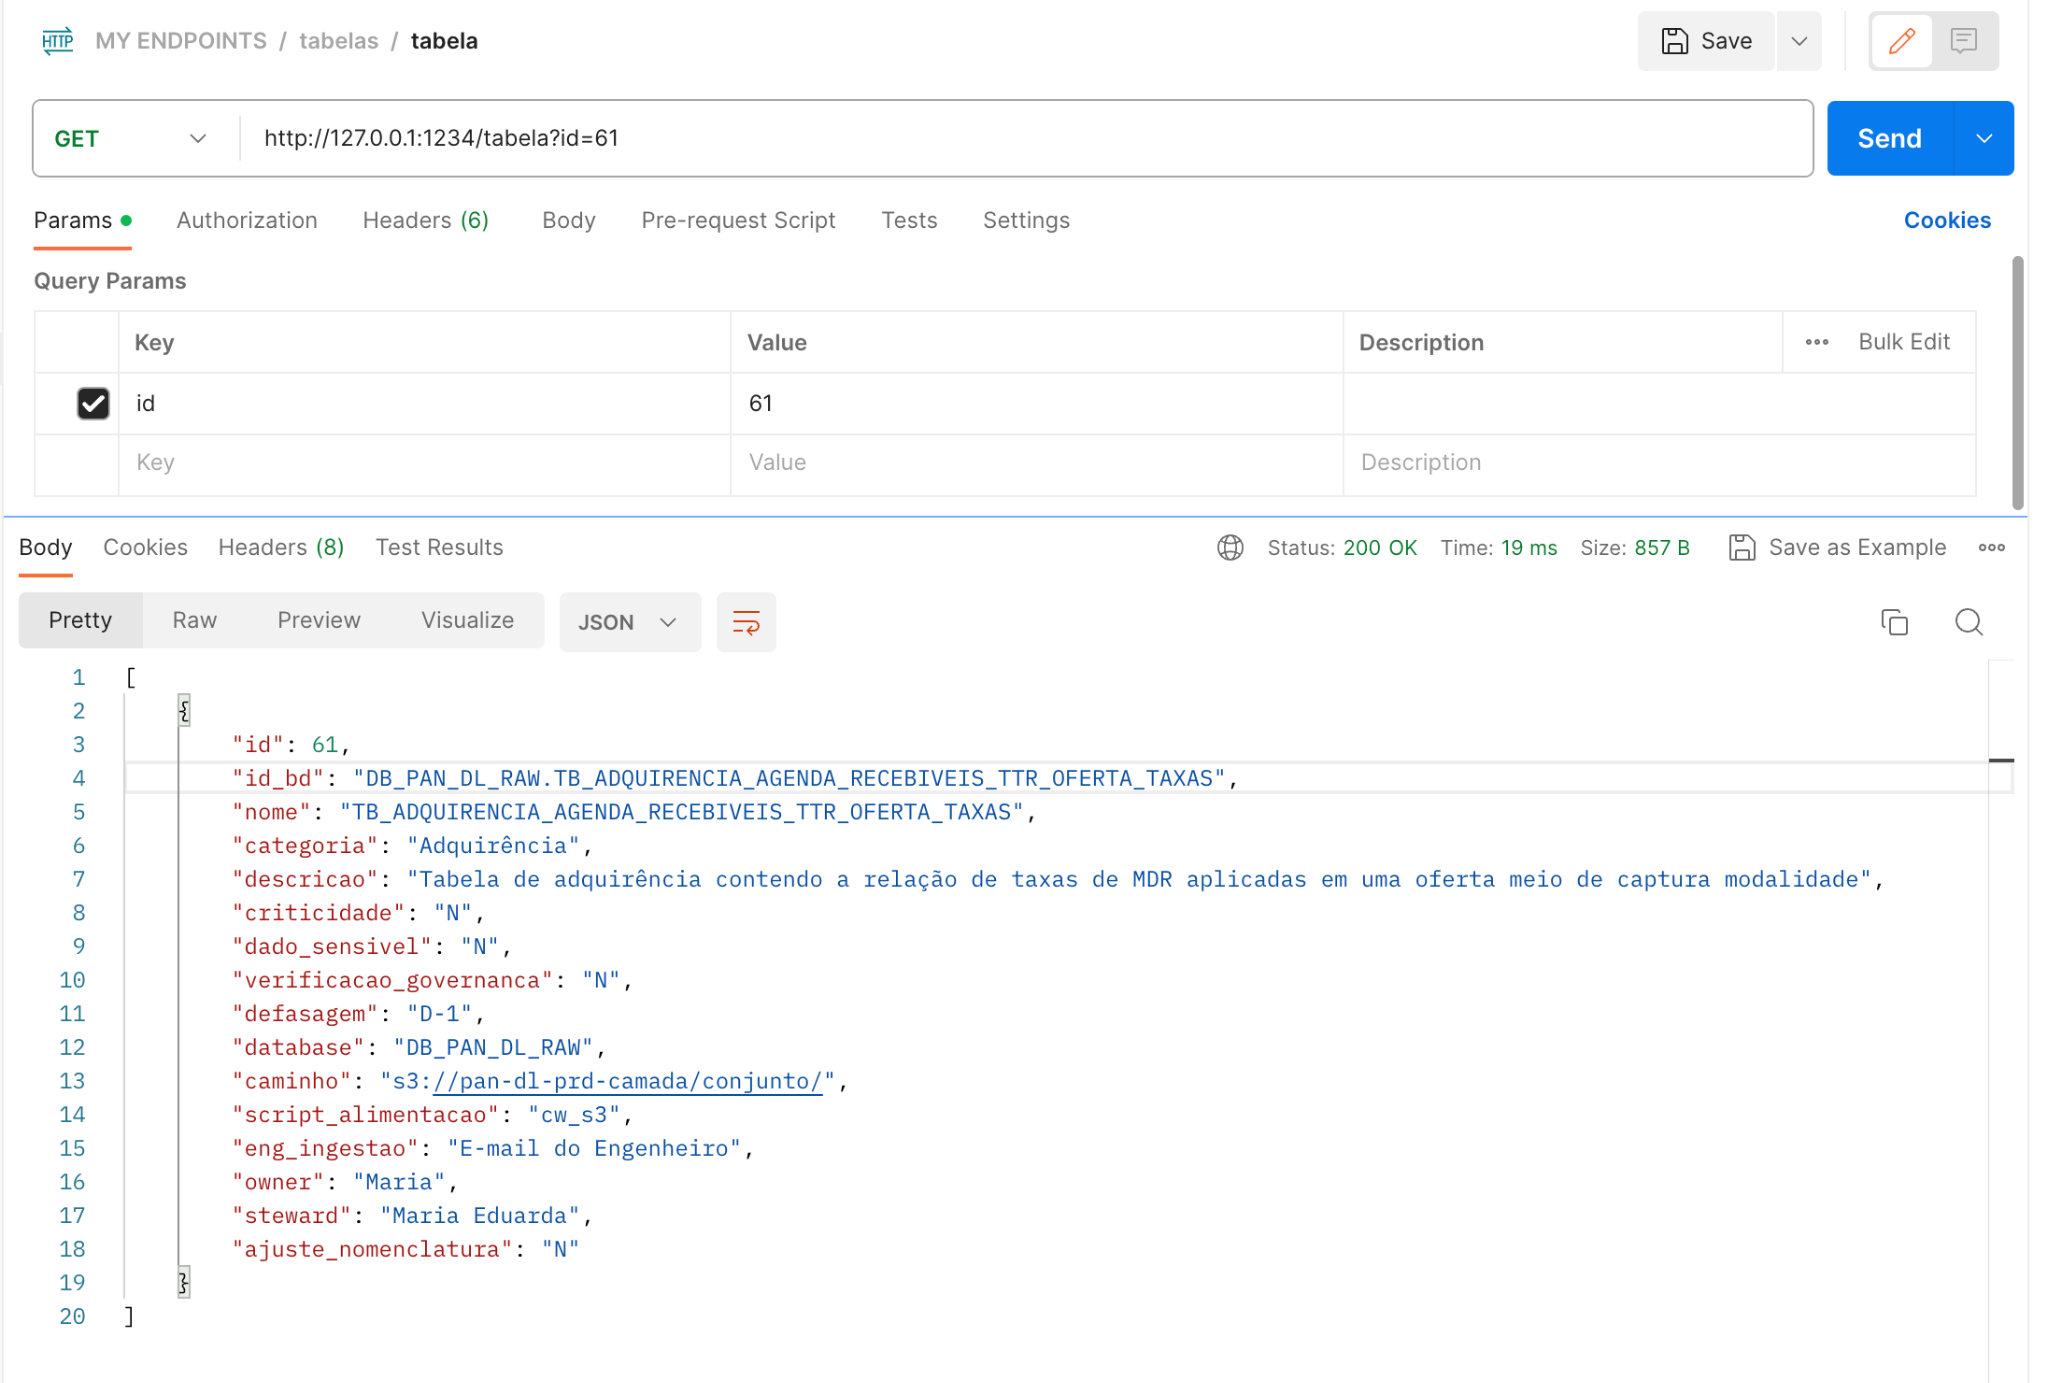 HTTP MY ENDPOINTS / tabelas / tabela Save
GET http://127.0.0.1:1234/tabela?id=61 Send
Params Authorization Headers (6) Body Pre-request Script Tests Settings Cookies
Query Params
Key Value Description Bulk Edit
id 61
Key Value Description
Body Cookies Headers (8) Test Results Status: 200 OK Time: 19 ms Size: 857 B Save as Example
Pretty Raw Preview Visualize JSON
1 [
2 {
3 "id": 61,
4 "id_bd": "DB_PAN_DL_RAW.TB_ADQUIRENCIA_AGENDA_RECEBIVEIS_TTR_OFERTA_TAXAS",
5 "nome": "TB_ADQUIRENCIA_AGENDA_RECEBIVEIS_TTR_OFERTA_TAXAS",
6 "categoria": "Adquirência",
7 "descricao": "Tabela de adquirência contendo a relação de taxas de MDR aplicadas em uma oferta meio de captura modalidade",
8 "criticidade": "N",
9 "dado_sensivel": "N",
10 "verificacao_governanca": "N",
11 "defasagem": "D-1",
12 "database": "DB_PAN_DL_RAW",
13 "caminho": "s3://pan-dl-prd-camada/conjunto/",
14 "script_alimentacao": "cw_s3",
15 "eng_ingestao": "E-mail do Engenheiro",
16 "owner": "Maria",
17 "steward": "Maria Eduarda",
18 "ajuste_nomenclatura": "N"
19 }
20 ]